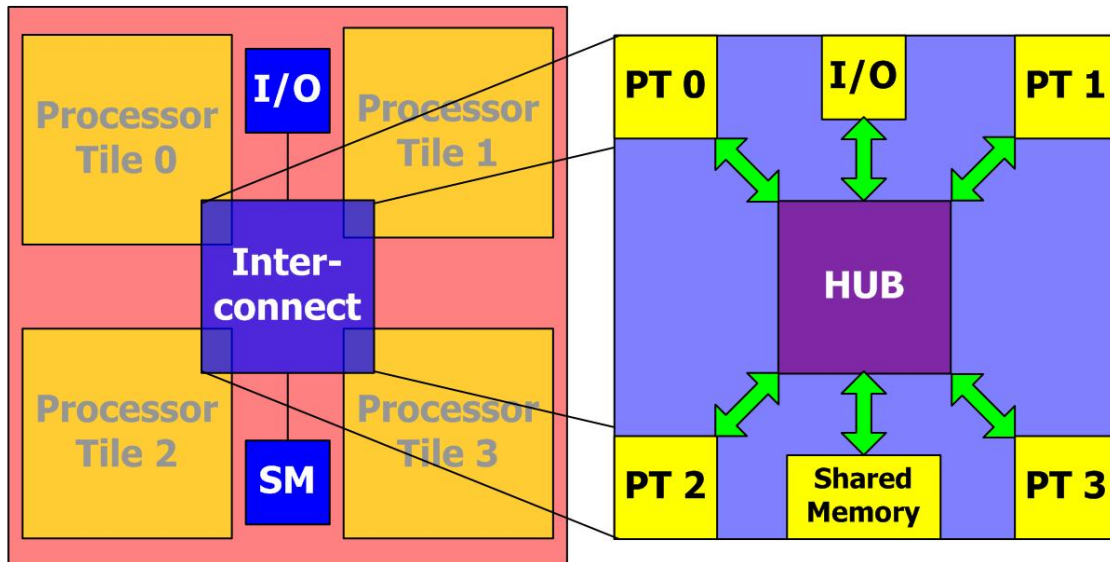 Processor
Tile 0
I/O
Processor
Tile 1
Inter-
connect
Processor
Tile 2
SM
Processor
Tile 3
PT 0
I/O
PT 1
HUB
PT 2
Shared
Memory
PT 3